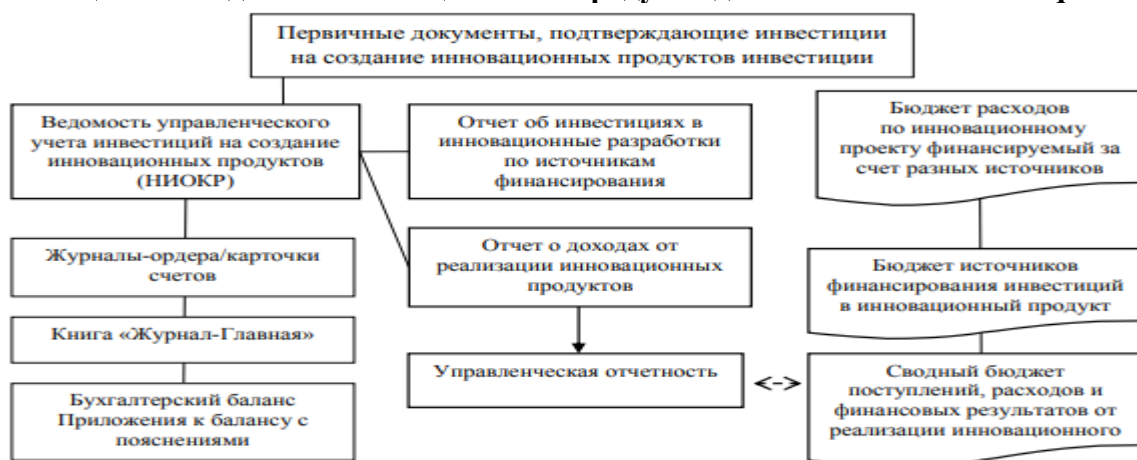 Первичные документы, подтверждающие инвестиции
на создание инновационных продуктов инвестиции
Ведомость управленческого
учета инвестиций на создание
инновационных продуктов
(НИОКР)
Журналы-ордера/карточки
счетов
Книга «Журнал-Главная»
Бухгалтерский баланс
Приложения к балансу с
пояснениями
Отчет об инвестициях в
инновационные разработки
по источникам
финансирования
Отчет о доходах от
реализации инновационных
продуктов
Управленческая отчетность
<->
Бюджет расходов
по инновационному
проекту финансируемый за
счет разных источников
Бюджет источников
финансирования инвестиций
в инновационный продукт
Сводный бюджет
поступлений, расходов и
финансовых результатов от
реализации инновационного